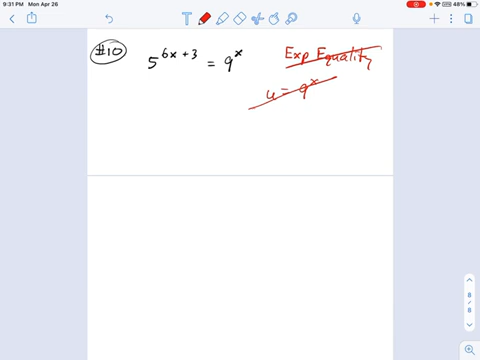 9:31 PM Mon Apr 26
48%
#10
5^{6x+3} = 9^x
Exp Equality
u = 9^x
8
/
8